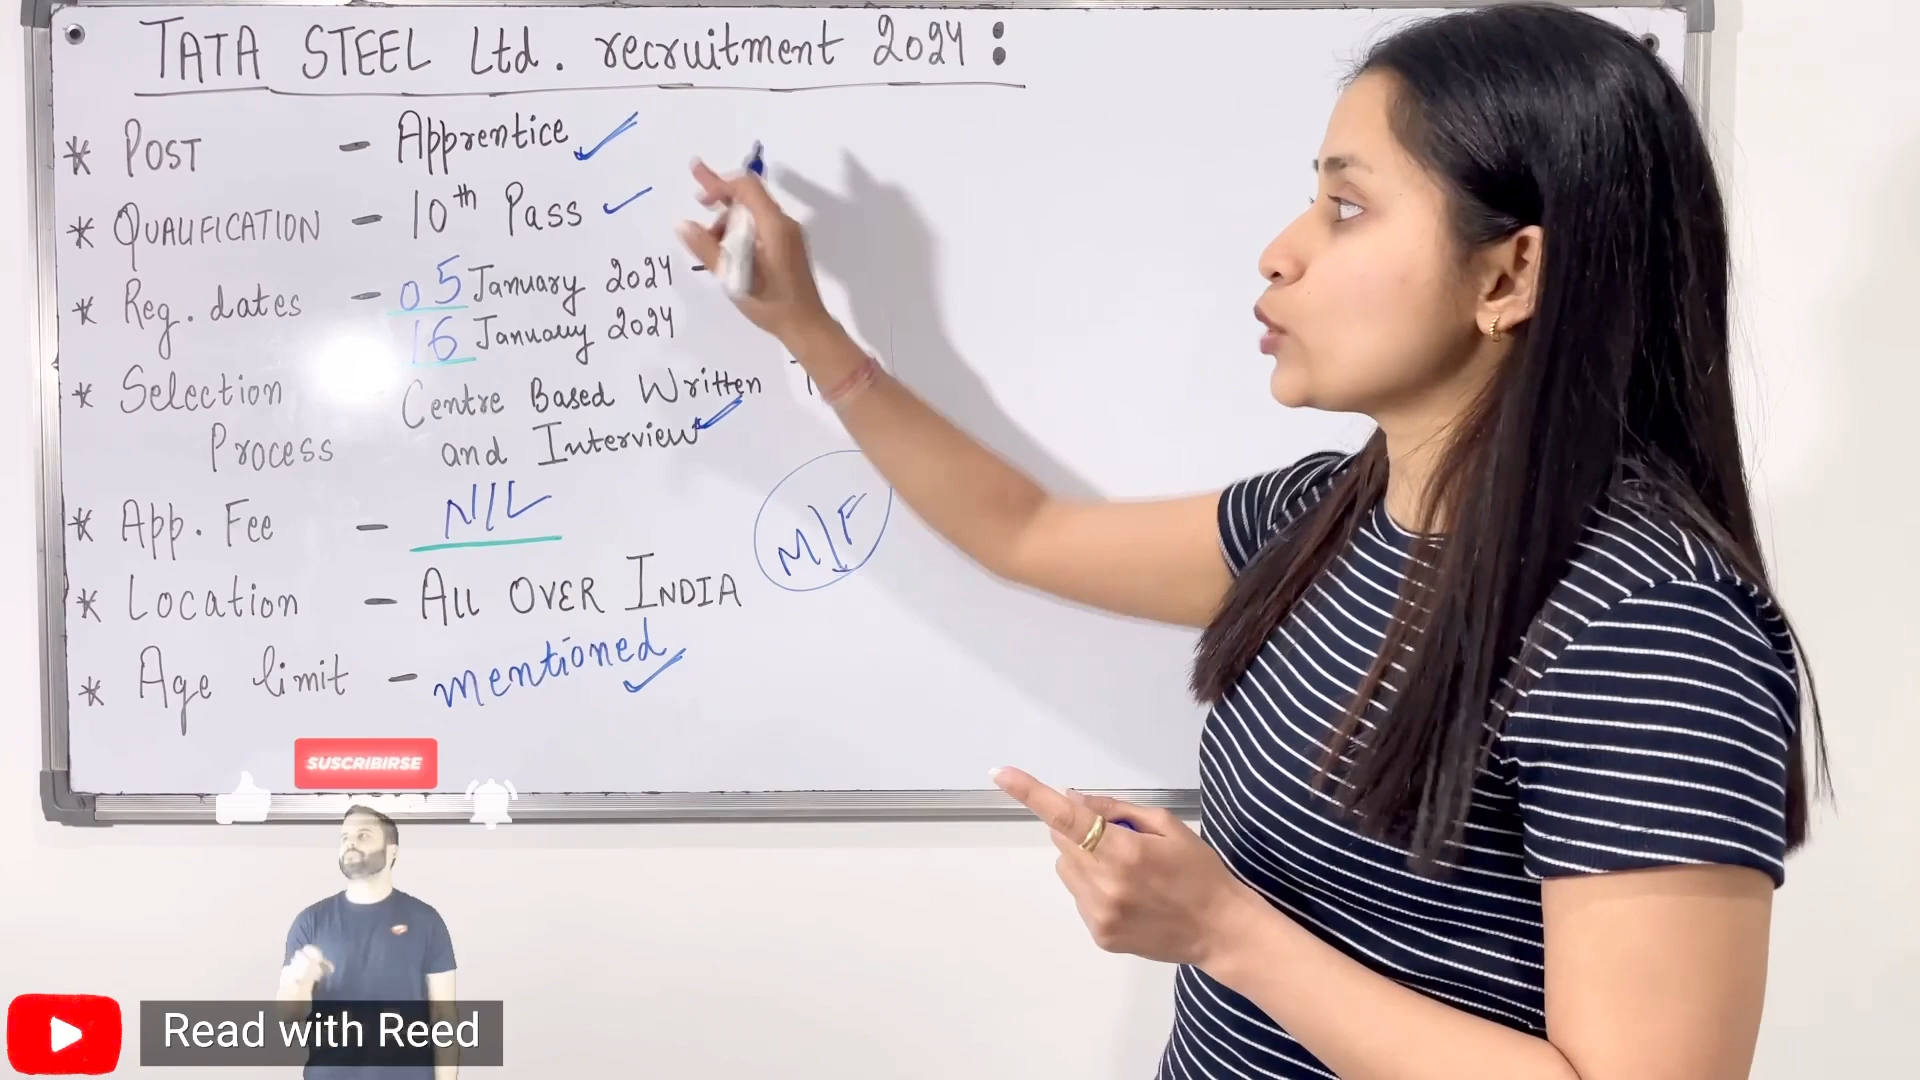 TATA STEEL Ltd. recruitment 2024 :
* POST - Apprentice
* QUALIFICATION - 10th Pass
* Reg. dates - 05 January 2024 -
16 January 2024
* Selection Process Centre Based Written
and Interview
* App. Fee - NIL
M/F
* Location - All OVER INDIA
* Age limit - mentioned
SUSCRIBIRSE
Read with Reed